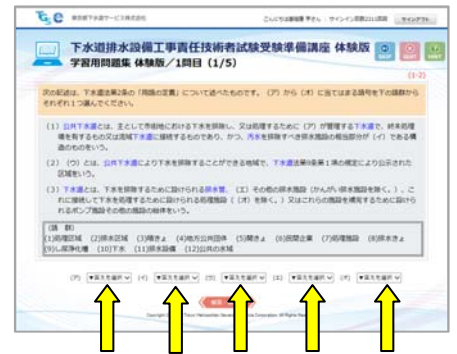 東京都下水道サービス株式会社
サインアウト
下水道排水設備工事責任技術者試験受験準備講座 体験版
学習用問題集 体験版/1問目 (1/5)
(1-2)
次の記述は、下水道法第2条の「用語の定義」について述べたものです。(ア) から (オ) に当てはまる語句を下の語群から
それぞれ1つ選んでください。
(1) 公共下水道とは、主として市街地における下水を排除し、又は処理するために (ア) が管理する下水道で、終末処理
場を有するもの又は流域下水道に接続するものであり、かつ、汚水を排除すべき排水施設の相当部分が (イ) である構
造のものをいう。
(2) (ウ) とは、公共下水道により下水を排除することができる地域で、下水道法第9条第1項の規定により公示された
区域をいう。
(3) 下水道とは、下水を排除するために設けられる排水管、(エ) その他の排水施設 (かんがい排水施設を除く。)、こ
れに接続して下水を処理するために設けられる処理施設 ((オ) を除く。) 又はこれらの施設を補完するために設けら
れるポンプ施設その他の施設の総体をいう。
(語 群)
(1)処理区域 (2)排水区域 (3)暗きょ (4)地方公共団体 (5)開きょ (6)民間企業 (7)処理施設 (8)排水きょ
(9)し尿浄化槽 (10)下水 (11)排水設備 (12)公共の水域
(ア) ▼答えを選択 (イ) ▼答えを選択 (ウ) ▼答えを選択 (エ) ▼答えを選択 (オ) ▼答えを選択